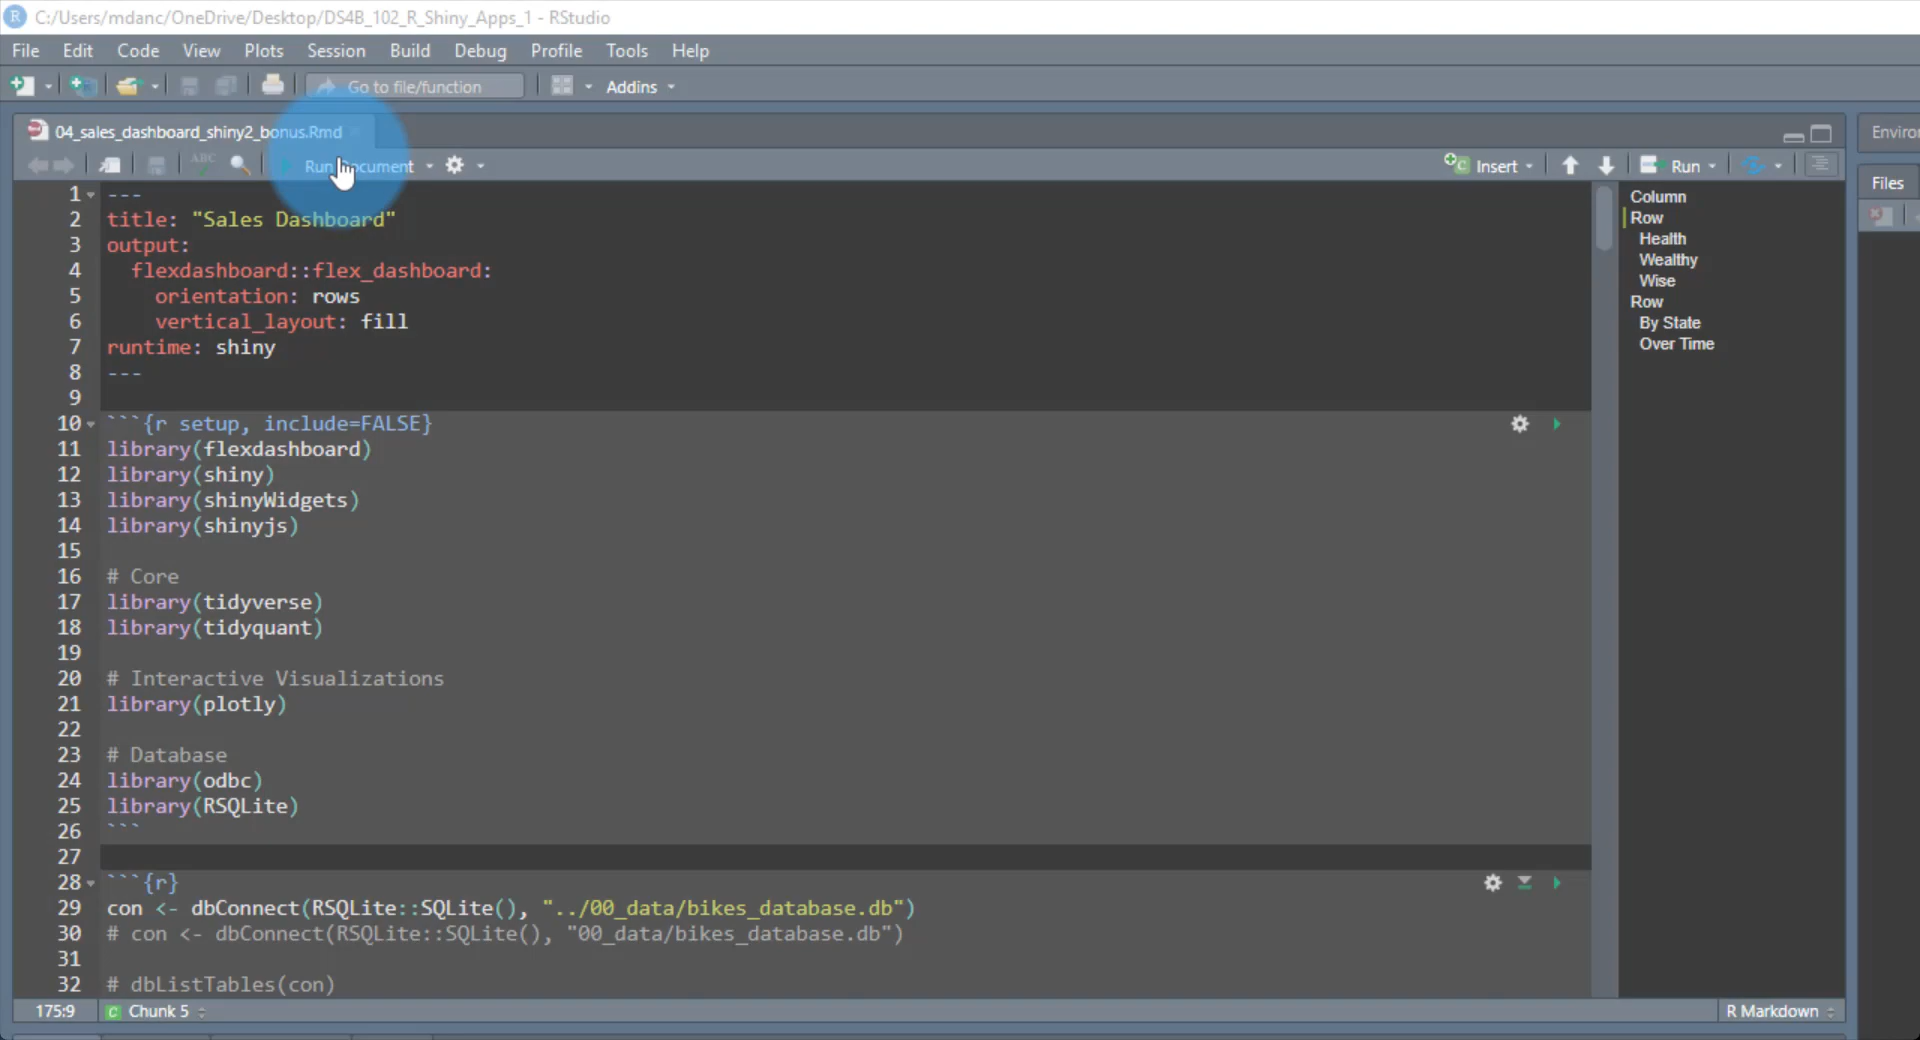 R C:/Users/mdanc/OneDrive/Desktop/DS4B_102_R_Shiny_Apps_1 - RStudio
File Edit Code View Plots Session Build Debug Profile Tools Help
Go to file/function Addins
04_sales_dashboard_shiny2_bonus.Rmd
Environ
ABC Run Document Insert Run
Files
1 ---
2 title: "Sales Dashboard"
3 output:
4 flexdashboard::flex_dashboard:
5 orientation: rows
6 vertical_layout: fill
7 runtime: shiny
8 ---
9
10 ```{r setup, include=FALSE}
11 library(flexdashboard)
12 library(shiny)
13 library(shinyWidgets)
14 library(shinyjs)
15
16 # Core
17 library(tidyverse)
18 library(tidyquant)
19
20 # Interactive Visualizations
21 library(plotly)
22
23 # Database
24 library(odbc)
25 library(RSQLite)
26 ```
27
28 ```{r}
29 con <- dbConnect(RSQLite::SQLite(), "../00_data/bikes_database.db")
30 # con <- dbConnect(RSQLite::SQLite(), "00_data/bikes_database.db")
31
32 # dbListTables(con)
Column
Row
Health
Wealthy
Wise
Row
By State
Over Time
175:9 C Chunk 5 R Markdown